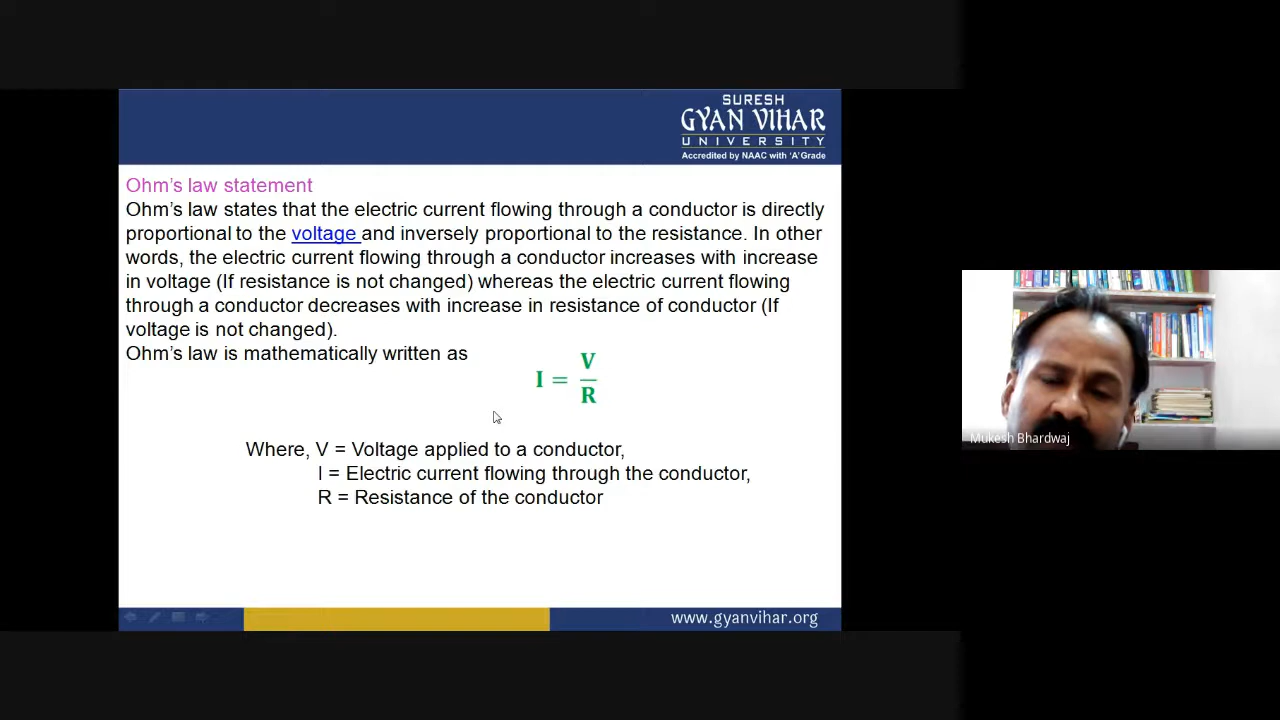 SURESH
GYAN VIHAR
UNIVERSITY
Accredited by NAAC with 'A' Grade
Ohm's law statement
Ohm's law states that the electric current flowing through a conductor is directly
proportional to the voltage and inversely proportional to the resistance. In other
words, the electric current flowing through a conductor increases with increase
in voltage (If resistance is not changed) whereas the electric current flowing
through a conductor decreases with increase in resistance of conductor (If
voltage is not changed).
Ohm's law is mathematically written as
I = V/R
Where, V = Voltage applied to a conductor,
I = Electric current flowing through the conductor,
R = Resistance of the conductor
www.gyanvihar.org
Mukesh Bhardwaj